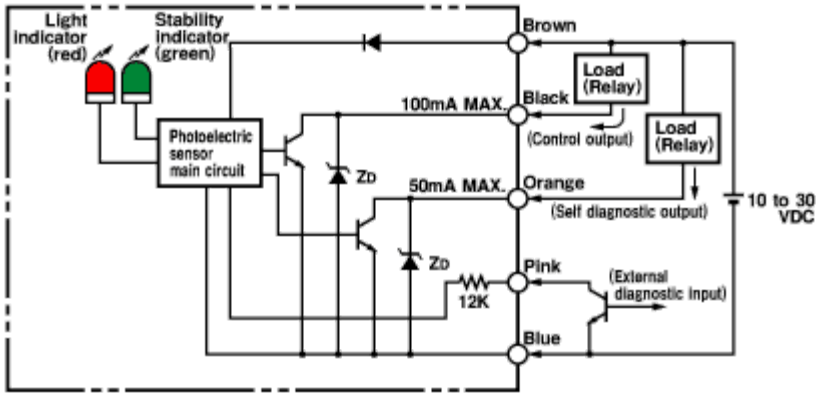 Light
indicator
(red)
Stability
indicator
(green)
Brown
Load
(Relay)
100mA MAX.
Black
(Control output)
Load
(Relay)
Photoelectric
sensor
main circuit
ZD
50mA MAX.
Orange
(Self diagnostic output)
10 to 30
VDC
ZD
Pink
12K
(External
diagnostic input)
Blue